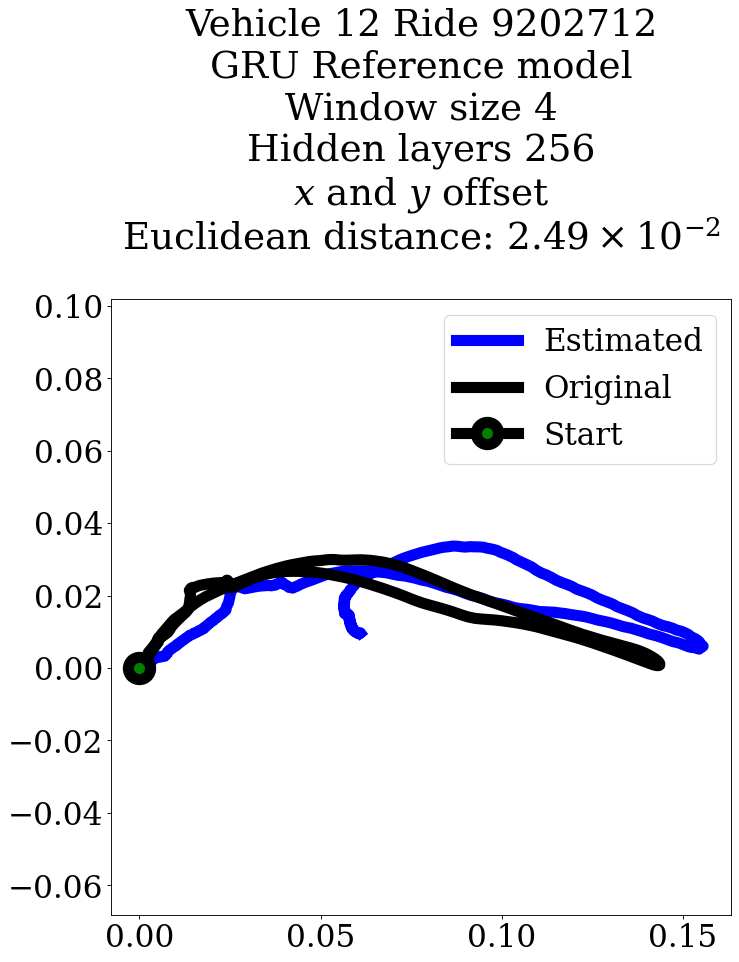 Vehicle 12 Ride 9202712
GRU Reference model
Window size 4
Hidden layers 256
x and y offset
Euclidean distance: 2.49 × 10⁻²
Estimated
Original
Start
0.10
0.08
0.06
0.04
0.02
0.00
−0.02
−0.04
−0.06
0.00 0.05 0.10 0.15